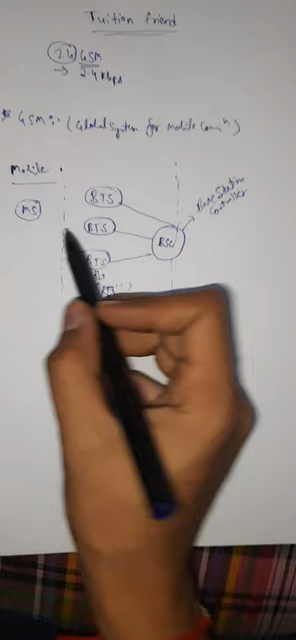 Tuition friend
2G GSM
→ 2.4 kbps
* GSM :- (Global System for Mobile Commⁿ)
Mobile
BTS
MS
BTS
Base Station
Controller
BSC
BTS